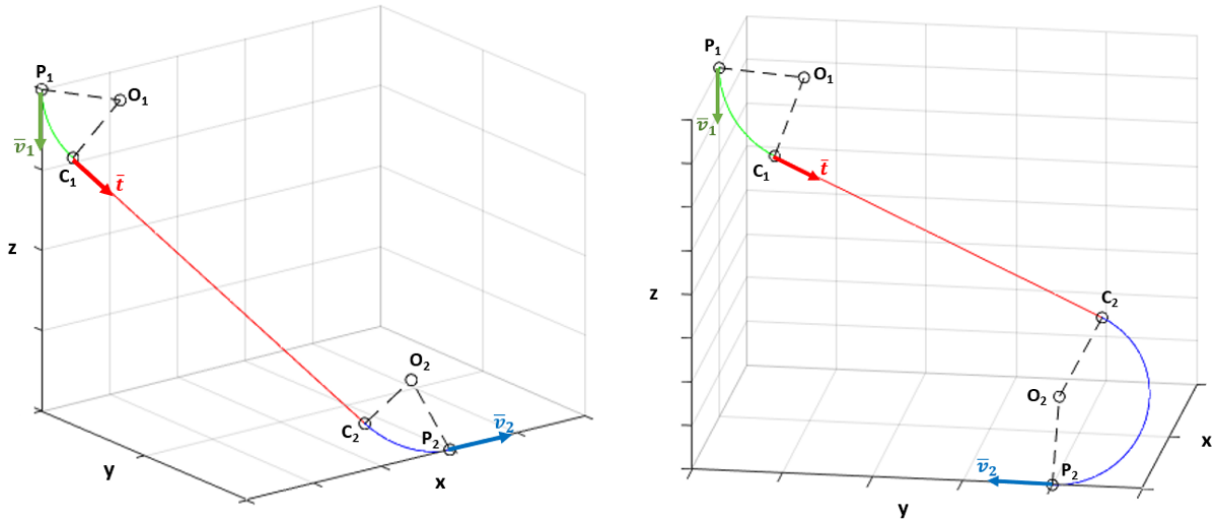 P₁
O₁
v̅₁
C₁
t̅
z
O₂
C₂
P₂
v̅₂
y
x
P₁
O₁
v̅₁
C₁
t̅
z
C₂
O₂
x
v̅₂
P₂
y